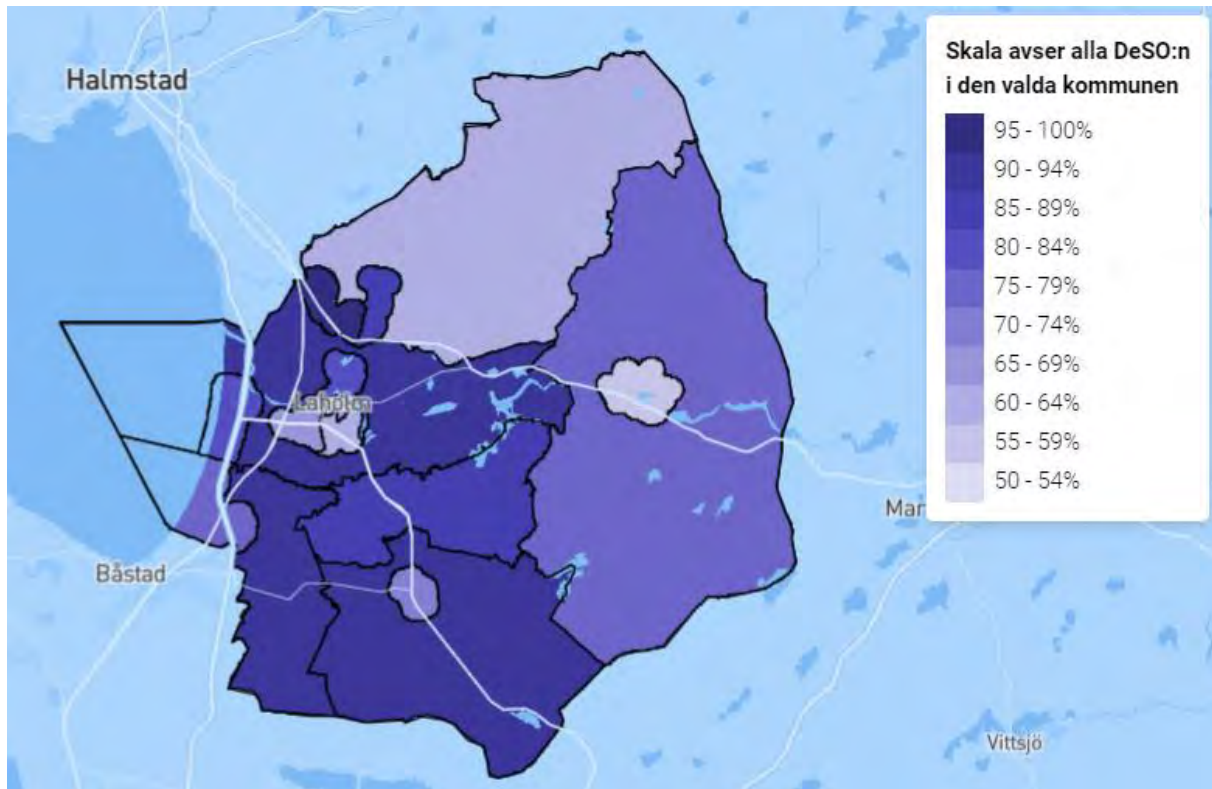 Halmstad
Skala avser alla DeSO:n
i den valda kommunen
95 - 100%
90 - 94%
85 - 89%
80 - 84%
75 - 79%
70 - 74%
65 - 69%
60 - 64%
55 - 59%
50 - 54%
Laholm
Mar
Båstad
Vittsjö